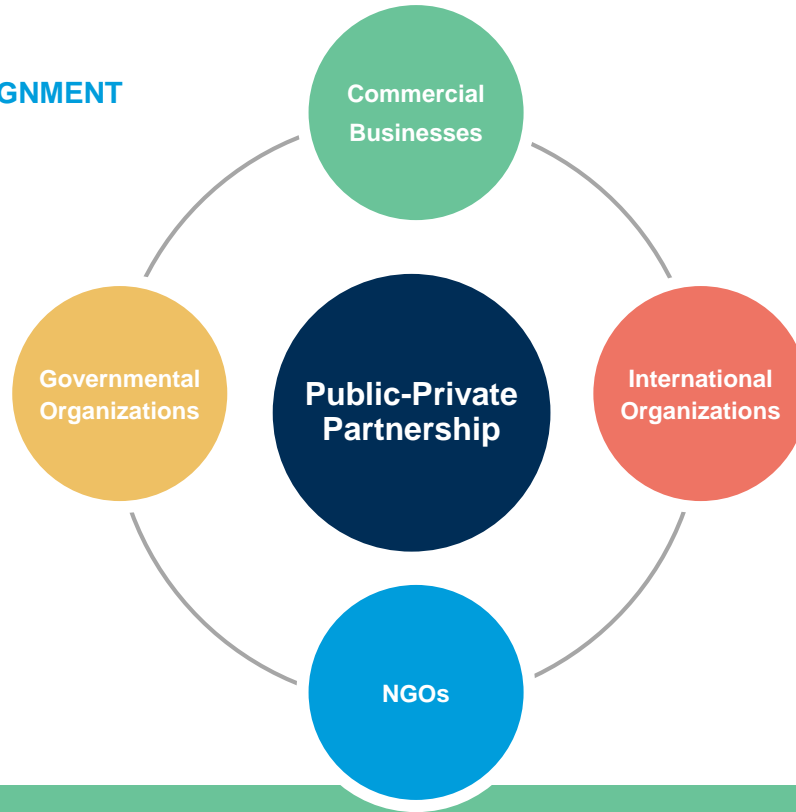 GNMENT
Commercial
Businesses
Governmental
Organizations
Public-Private
Partnership
International
Organizations
NGOs